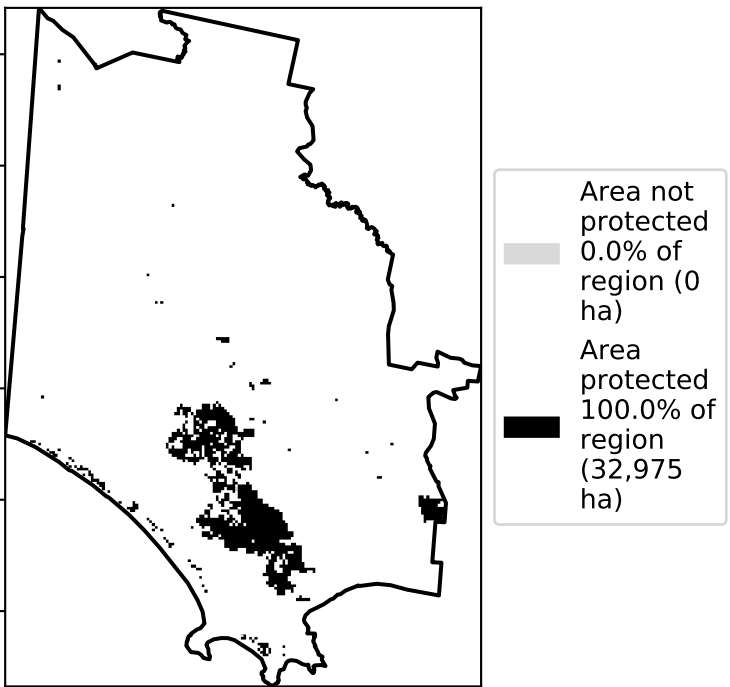 Area not
protected
0.0% of
region (0
ha)
Area
protected
100.0% of
region
(32,975
ha)